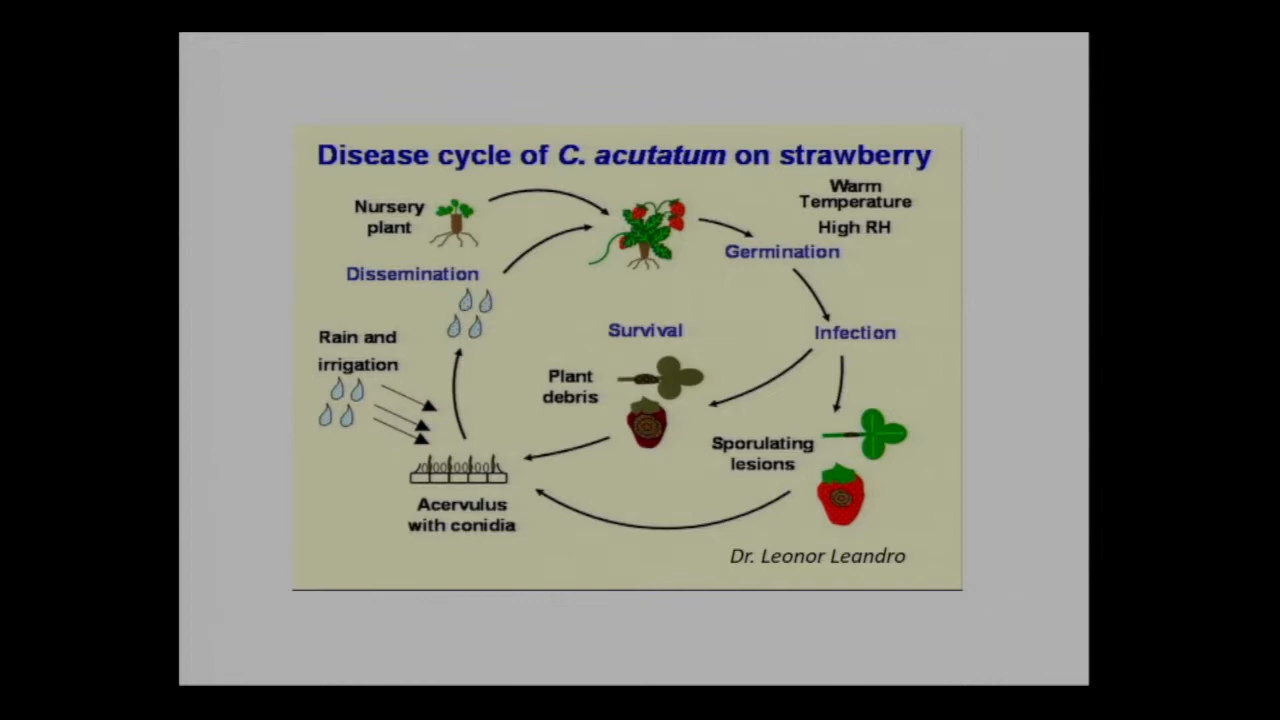 Disease cycle of C. acutatum on strawberry
Nursery
plant
Warm
Temperature
High RH
Germination
Dissemination
Rain and
irrigation
Survival
Infection
Plant
debris
Sporulating
lesions
Acervulus
with conidia
Dr. Leonor Leandro